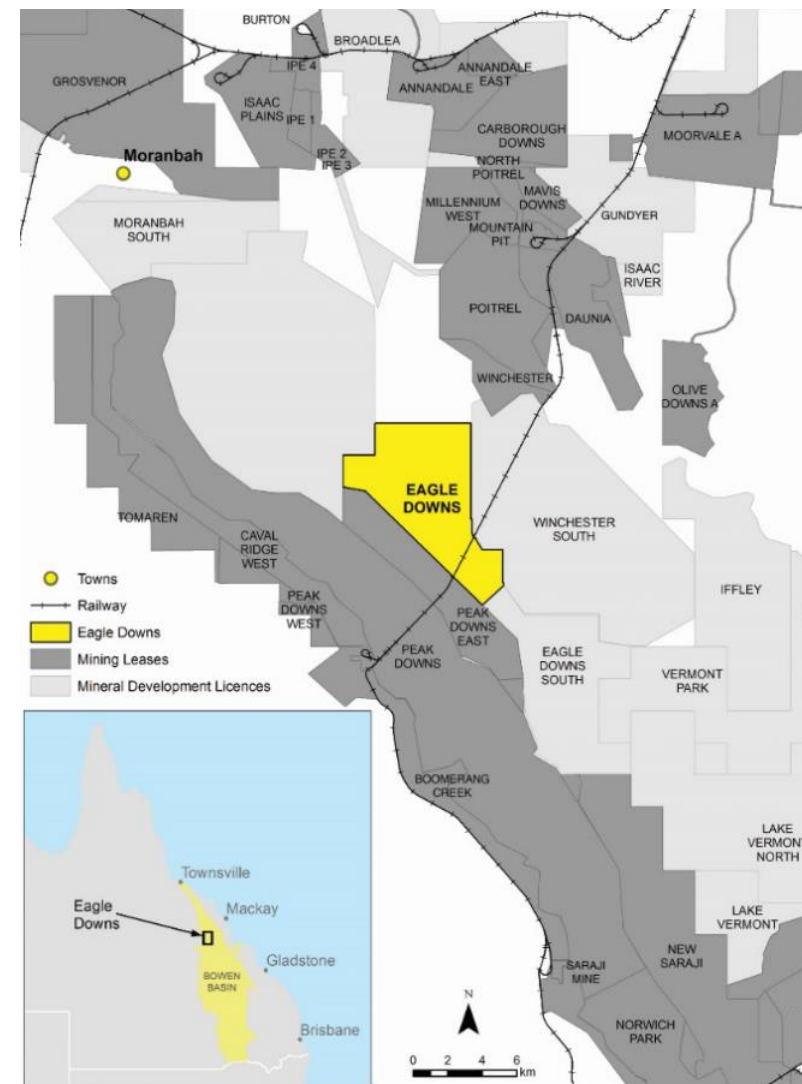 BURTON
BROADLEA
GROSVENOR
IPE 4
ISAAC
PLAINS
IPE 1
ANNANDALE
EAST
ANNANDALE
CARBOROUGH
DOWNS
MOORVALE A
Moranbah
IPE 2
IPE 3
NORTH
POITREL
MAVIS
DOWNS
MILLENNIUM
WEST
MOUNTAIN
PIT
GUNDYER
MORANBAH
SOUTH
ISAAC
RIVER
POITREL
DAUNIA
WINCHESTER
OLIVE
DOWNS A
EAGLE
DOWNS
TOMAREN
WINCHESTER
SOUTH
CAVAL
RIDGE
WEST
IFFLEY
PEAK
DOWNS
WEST
PEAK
DOWNS
EAST
PEAK
DOWNS
EAGLE
DOWNS
SOUTH
VERMONT
PARK
Towns
Railway
Eagle Downs
Mining Leases
Mineral Development Licences
BOOMERANG
CREEK
LAKE
VERMONT
NORTH
LAKE
VERMONT
NEW
SARAJI
SARAJI
MINE
NORWICH
PARK
Townsville
Eagle
Downs
Mackay
Gladstone
BOWEN
BASIN
Brisbane
N
0 2 4 6
km